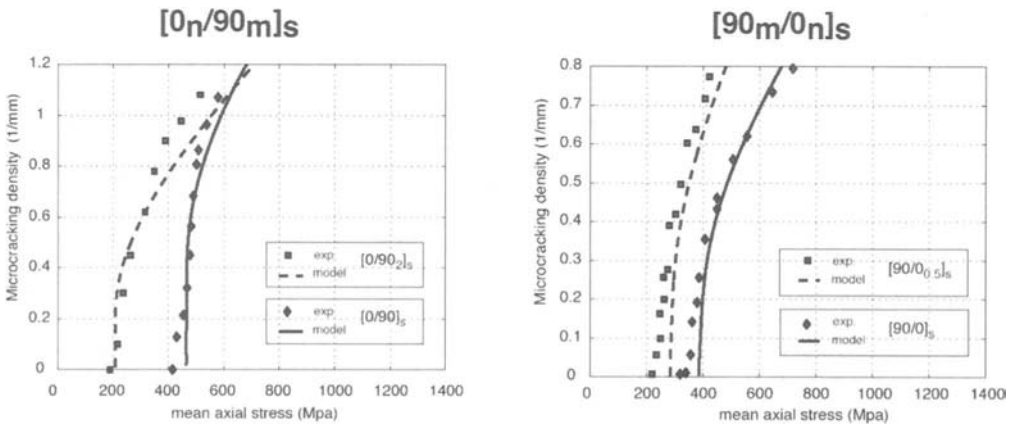 [0n/90m]s
Microcracking density (1/mm)
1.2
1
0.8
0.6
0.4
0.2
0
exp.
model
[0/90₂]s
exp
model
[0/90]s
0 200 400 600 800 1000 1200 1400
mean axial stress (Mpa)
[90m/0n]s
Microcracking density (1/mm)
0.8
0.7
0.6
0.5
0.4
0.3
0.2
0.1
0
exp.
model
[90/0₀.₅]s
exp
model
[90/0]s
0 200 400 600 800 1000 1200 1400
mean axial stress (Mpa)